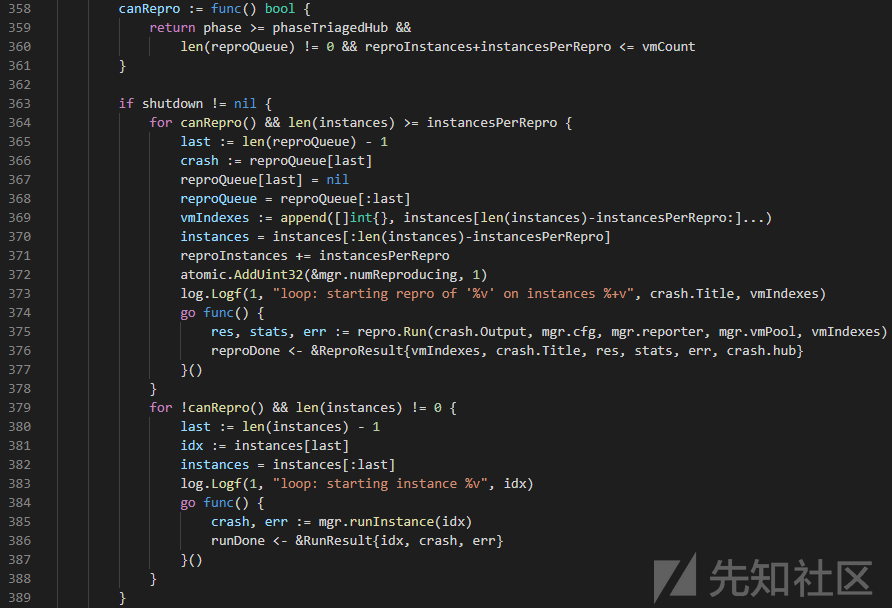 358 canRepro := func() bool {
359 return phase >= phaseTriagedHub &&
360 len(reproQueue) != 0 && reproInstances+instancesPerRepro <= vmCount
361 }
362
363 if shutdown != nil {
364 for canRepro() && len(instances) >= instancesPerRepro {
365 last := len(reproQueue) - 1
366 crash := reproQueue[last]
367 reproQueue[last] = nil
368 reproQueue = reproQueue[:last]
369 vmIndexes := append([]int{}, instances[len(instances)-instancesPerRepro:]...)
370 instances = instances[:len(instances)-instancesPerRepro]
371 reproInstances += instancesPerRepro
372 atomic.AddUint32(&mgr.numReproducing, 1)
373 log.Logf(1, "loop: starting repro of '%v' on instances %+v", crash.Title, vmIndexes)
374 go func() {
375 res, stats, err := repro.Run(crash.Output, mgr.cfg, mgr.reporter, mgr.vmPool, vmIndexes)
376 reproDone <- &ReproResult{vmIndexes, crash.Title, res, stats, err, crash.hub}
377 }()
378 }
379 for !canRepro() && len(instances) != 0 {
380 last := len(instances) - 1
381 idx := instances[last]
382 instances = instances[:last]
383 log.Logf(1, "loop: starting instance %v", idx)
384 go func() {
385 crash, err := mgr.runInstance(idx)
386 runDone <- &RunResult{idx, crash, err}
387 }()
388 }
389 }
先知社区